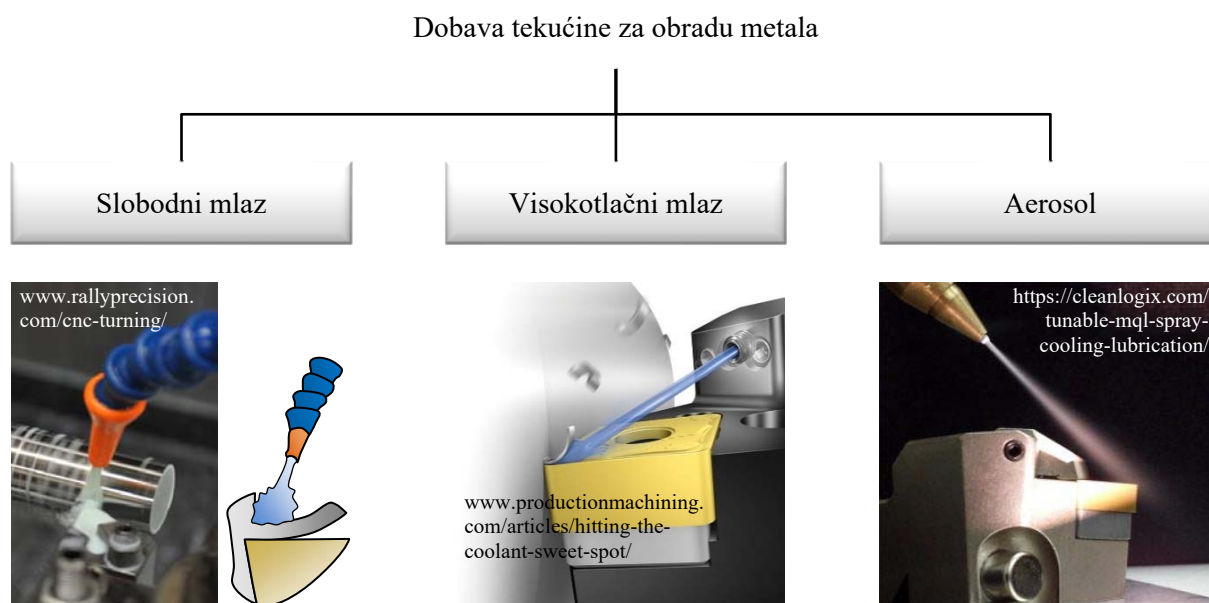 Dobava tekućine za obradu metala
Slobodni mlaz
Visokotlačni mlaz
Aerosol
www.rallyprecision.
com/cnc-turning/
www.productionmachining.
com/articles/hitting-the-
coolant-sweet-spot/
https://cleanlogix.com/
tunable-mql-spray-
cooling-lubrication/